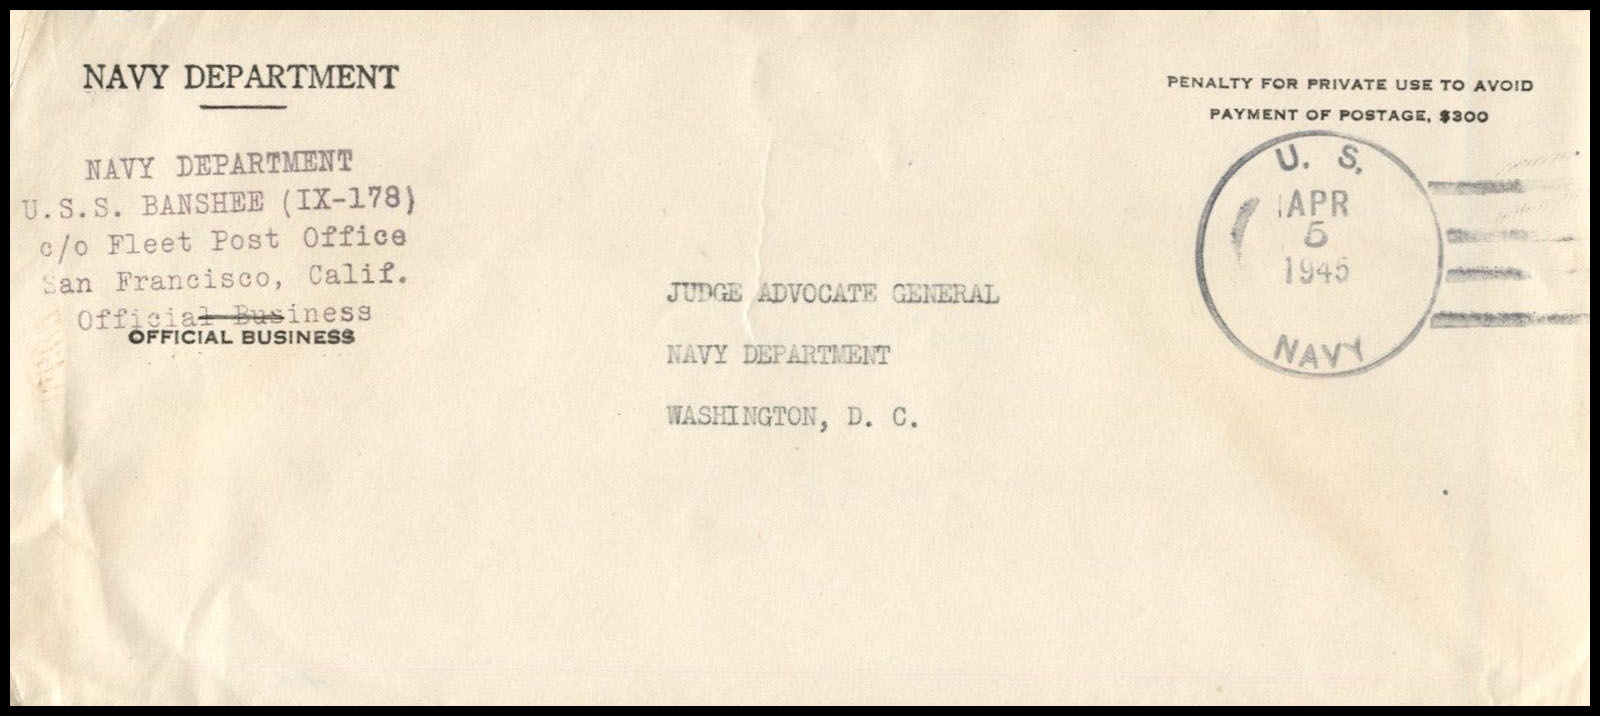 NAVY DEPARTMENT
NAVY DEPARTMENT
U.S.S. BANSHEE (IX-178)
c/o Fleet Post Office
San Francisco, Calif.
Official Business
OFFICIAL BUSINESS
PENALTY FOR PRIVATE USE TO AVOID
PAYMENT OF POSTAGE, $300
U. S.
APR
5
1945
NAVY
JUDGE ADVOCATE GENERAL
NAVY DEPARTMENT
WASHINGTON, D. C.